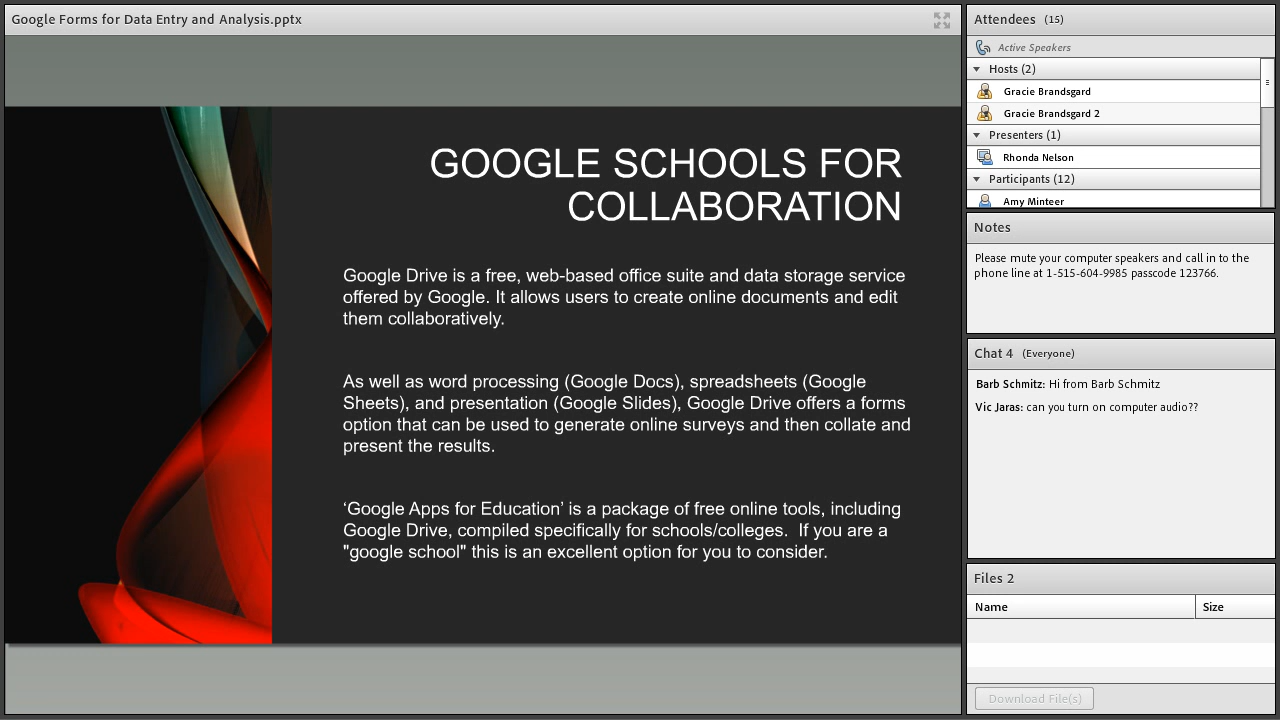 Google Forms for Data Entry and Analysis.pptx
GOOGLE SCHOOLS FOR
COLLABORATION
Google Drive is a free, web-based office suite and data storage service
offered by Google. It allows users to create online documents and edit
them collaboratively.
As well as word processing (Google Docs), spreadsheets (Google
Sheets), and presentation (Google Slides), Google Drive offers a forms
option that can be used to generate online surveys and then collate and
present the results.
‘Google Apps for Education’ is a package of free online tools, including
Google Drive, compiled specifically for schools/colleges.  If you are a
"google school" this is an excellent option for you to consider.
Attendees (15)
Active Speakers
Hosts (2)
Gracie Brandsgard
Gracie Brandsgard 2
Presenters (1)
Rhonda Nelson
Participants (12)
Amy Minteer
Notes
Please mute your computer speakers and call in to the
phone line at 1-515-604-9985 passcode 123766.
Chat 4 (Everyone)
Barb Schmitz: Hi from Barb Schmitz
Vic Jaras: can you turn on computer audio??
Files 2
Name Size
Download File(s)